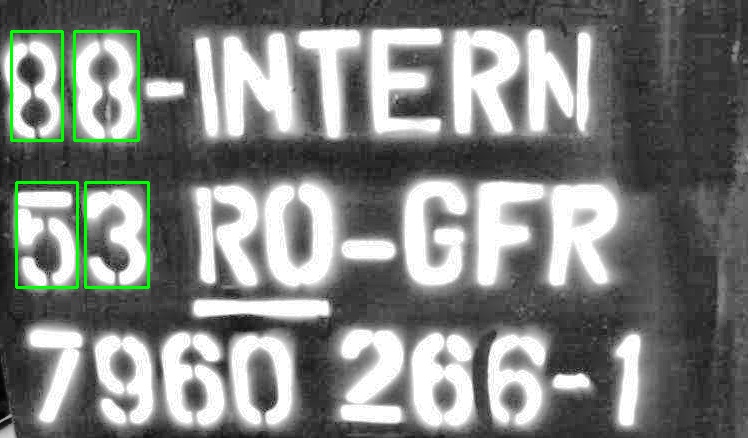 88-INTERN
53 RO-GFR
7960 266-1